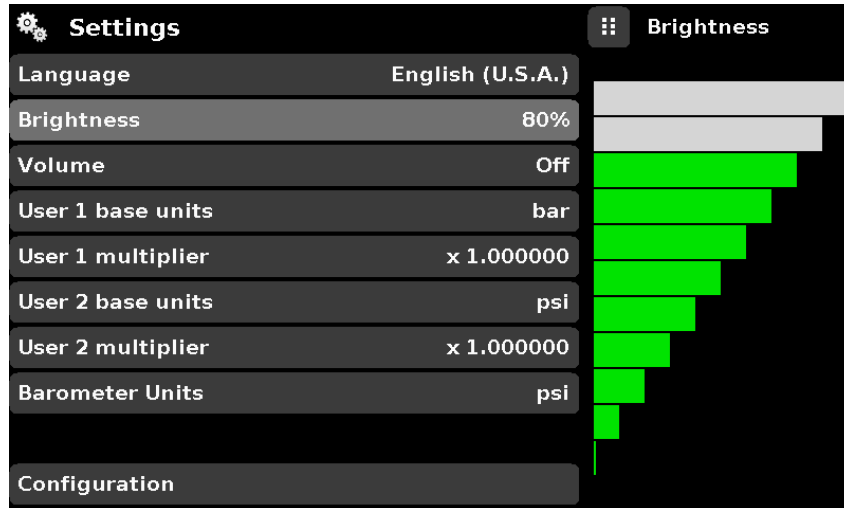 Settings
Brightness
Language English (U.S.A.)
Brightness 80%
Volume Off
User 1 base units bar
User 1 multiplier x 1.000000
User 2 base units psi
User 2 multiplier x 1.000000
Barometer Units psi
Configuration